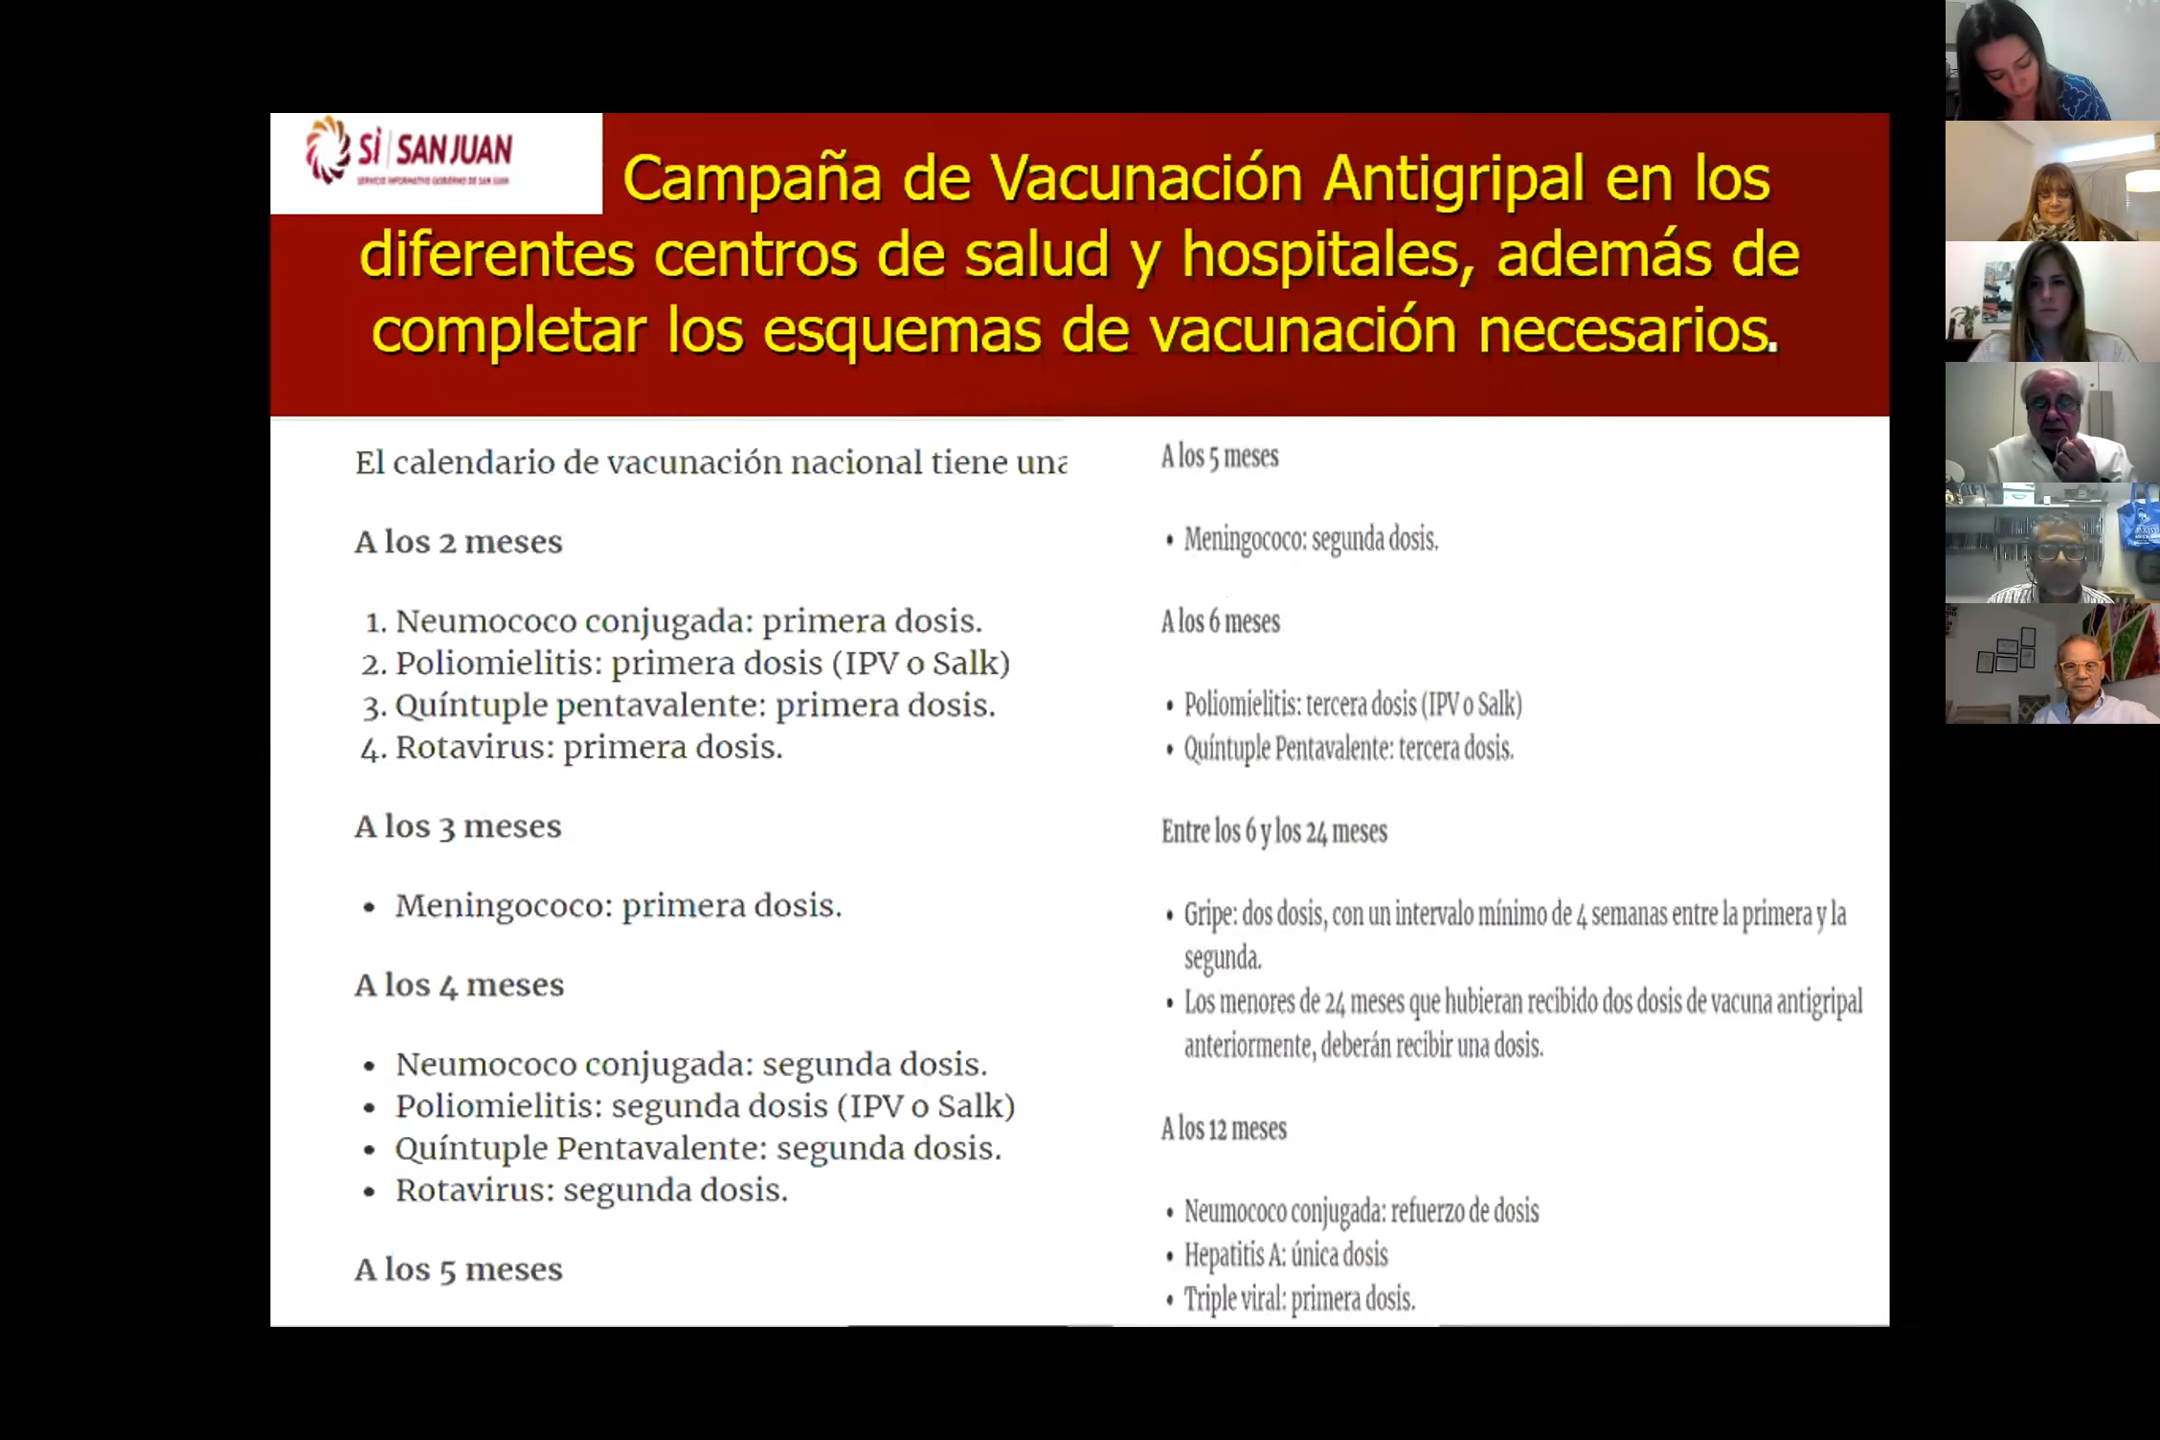 Sí SAN JUAN
SERVICIO INFORMATIVO GOBIERNO DE SAN JUAN
Campaña de Vacunación Antigripal en los
diferentes centros de salud y hospitales, además de
completar los esquemas de vacunación necesarios.
El calendario de vacunación nacional tiene una
A los 2 meses
1. Neumococo conjugada: primera dosis.
2. Poliomielitis: primera dosis (IPV o Salk)
3. Quíntuple pentavalente: primera dosis.
4. Rotavirus: primera dosis.
A los 3 meses
• Meningococo: primera dosis.
A los 4 meses
• Neumococo conjugada: segunda dosis.
• Poliomielitis: segunda dosis (IPV o Salk)
• Quíntuple Pentavalente: segunda dosis.
• Rotavirus: segunda dosis.
A los 5 meses
A los 5 meses
• Meningococo: segunda dosis.
A los 6 meses
• Poliomielitis: tercera dosis (IPV o Salk)
• Quíntuple Pentavalente: tercera dosis.
Entre los 6 y los 24 meses
• Gripe: dos dosis, con un intervalo mínimo de 4 semanas entre la primera y la
segunda.
• Los menores de 24 meses que hubieran recibido dos dosis de vacuna antigripal
anteriormente, deberán recibir una dosis.
A los 12 meses
• Neumococo conjugada: refuerzo de dosis
• Hepatitis A: única dosis
• Triple viral: primera dosis.